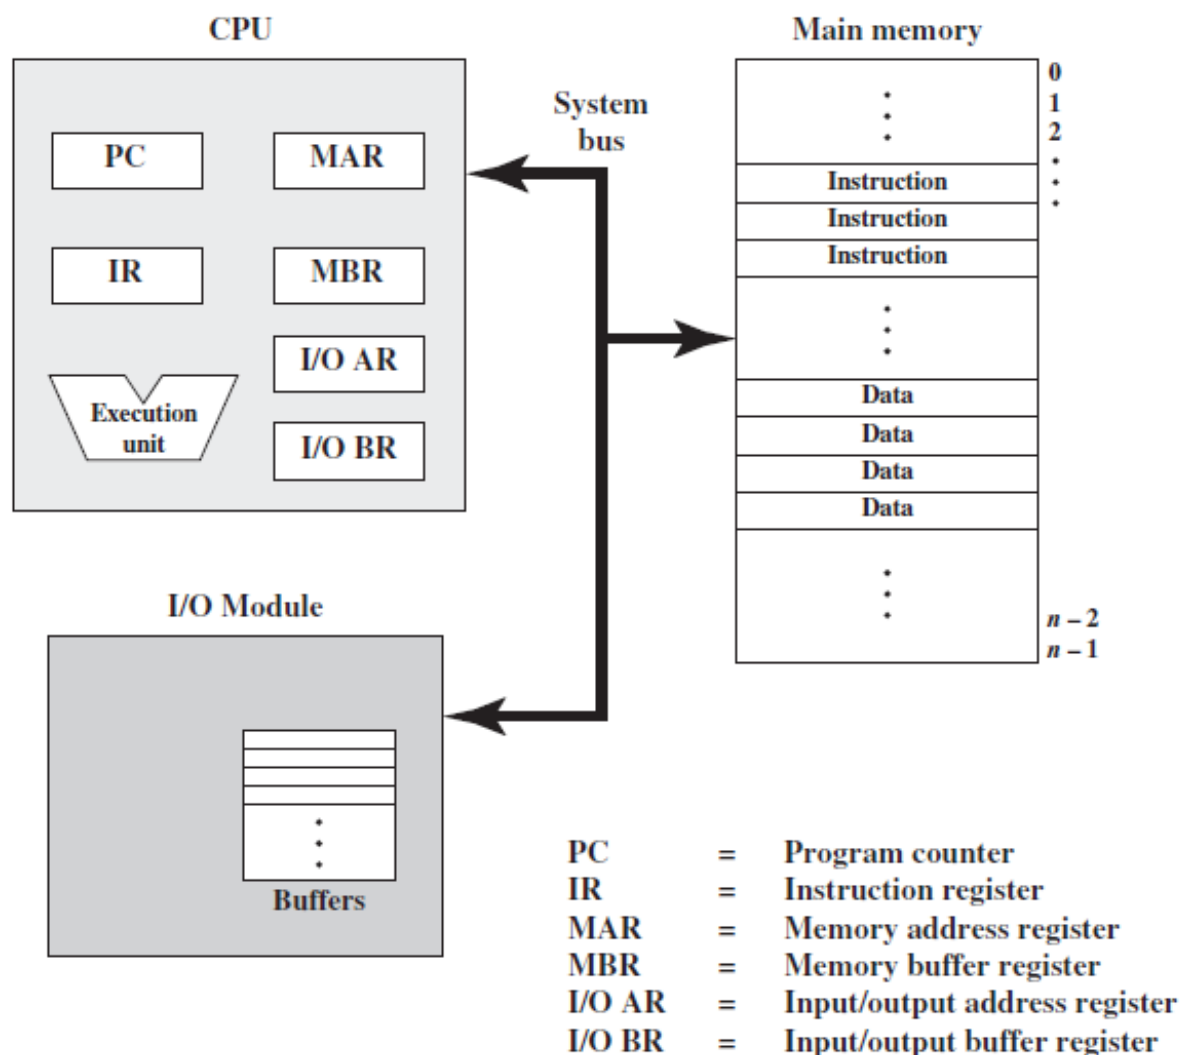 CPU
PC
MAR
IR
MBR
I/O AR
Execution
unit
I/O BR
System
bus
Main memory
0
1
2
Instruction
Instruction
Instruction
Data
Data
Data
Data
n – 2
n – 1
I/O Module
Buffers
PC = Program counter
IR = Instruction register
MAR = Memory address register
MBR = Memory buffer register
I/O AR = Input/output address register
I/O BR = Input/output buffer register